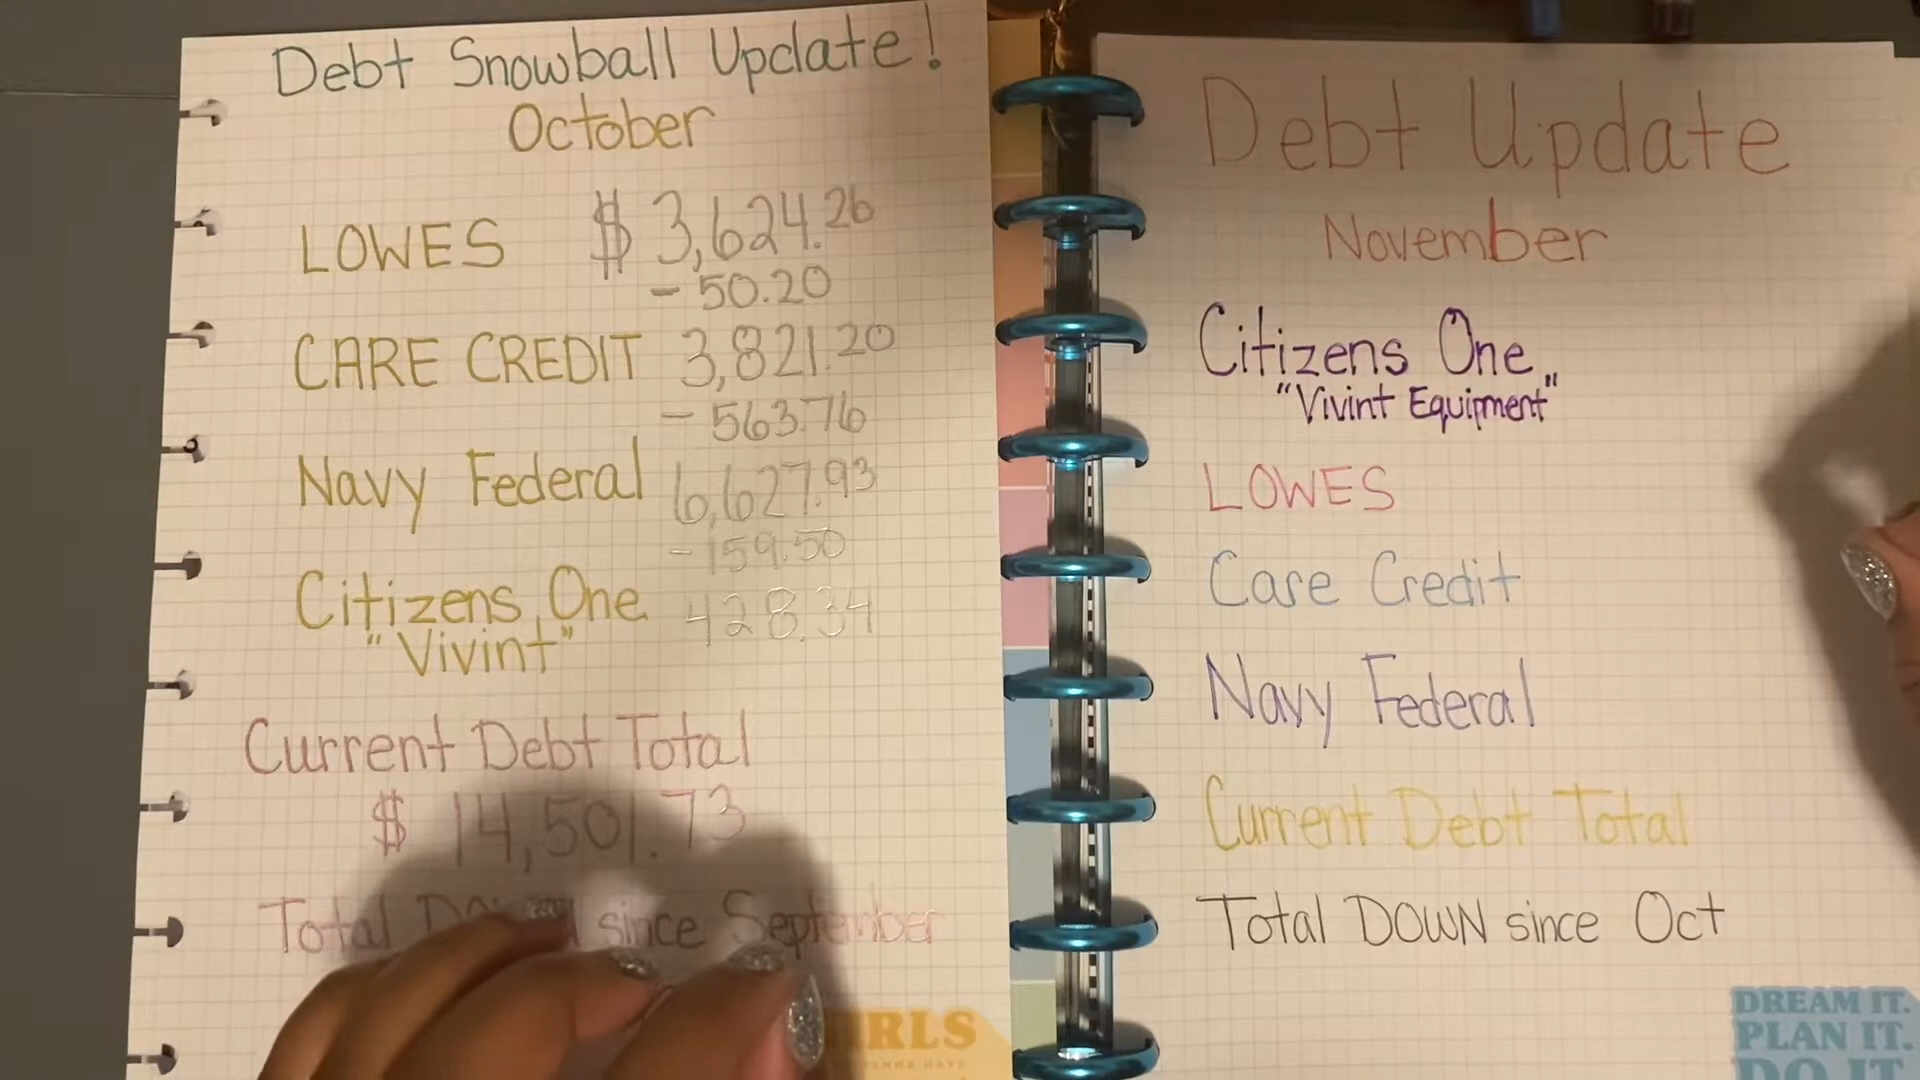 Debt Snowball Update!
October
LOWES $ 3,624.26
- 50.20
CARE CREDIT 3,821.20
- 563.76
Navy Federal 6,627.93
- 159.50
Citizens One 428.34
"Vivint"
Current Debt Total
$ 14,501.73
Total since September
Debt Update
November
Citizens One
"Vivint Equipment"
LOWES
Care Credit
Navy Federal
Current Debt Total
Total DOWN since Oct
DREAM IT.
PLAN IT.
DO IT.